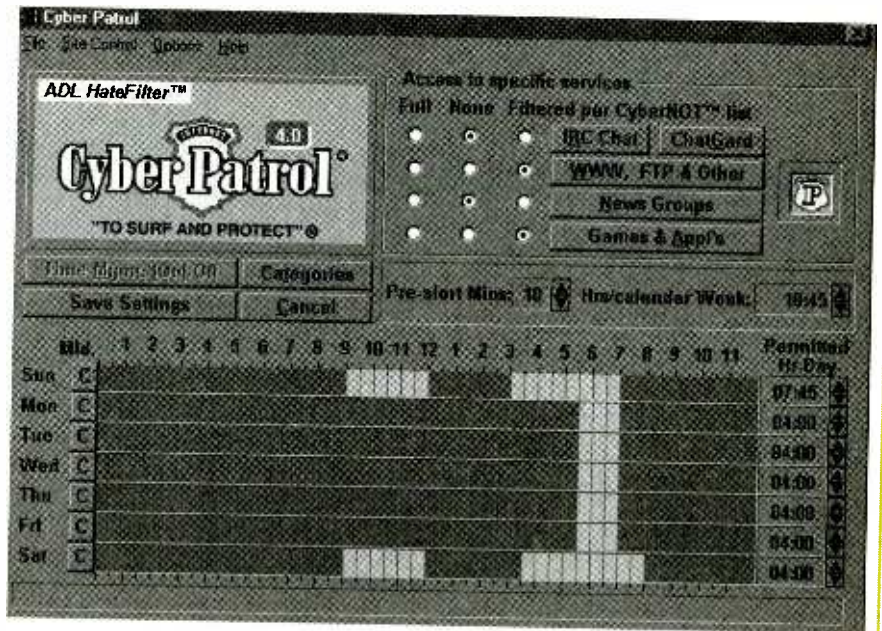 Cyber Patrol
File Site Control Options Help
ADL HateFilter™
INTERNET
4.0
CyberPatrol®
"TO SURF AND PROTECT"®
Access to specific services
Full None Filtered per CyberNOT™ list
IRC Chat ChatGard
WWW, FTP & Other
News Groups
Games & Appl's
P
Categories
Save Settings Cancel
Pre-slort Mins: 10 Hrs/calendar Week: 10:45
Mid. 1 2 3 4 5 6 7 8 9 10 11 12 1 2 3 4 5 6 7 8 9 10 11 Permitted
Hr.Day
Sun C 07:45
Mon C 04:00
Tue C 04:00
Wed C 04:00
Thu C 04:00
Fri C 04:00
Sat C 04:00